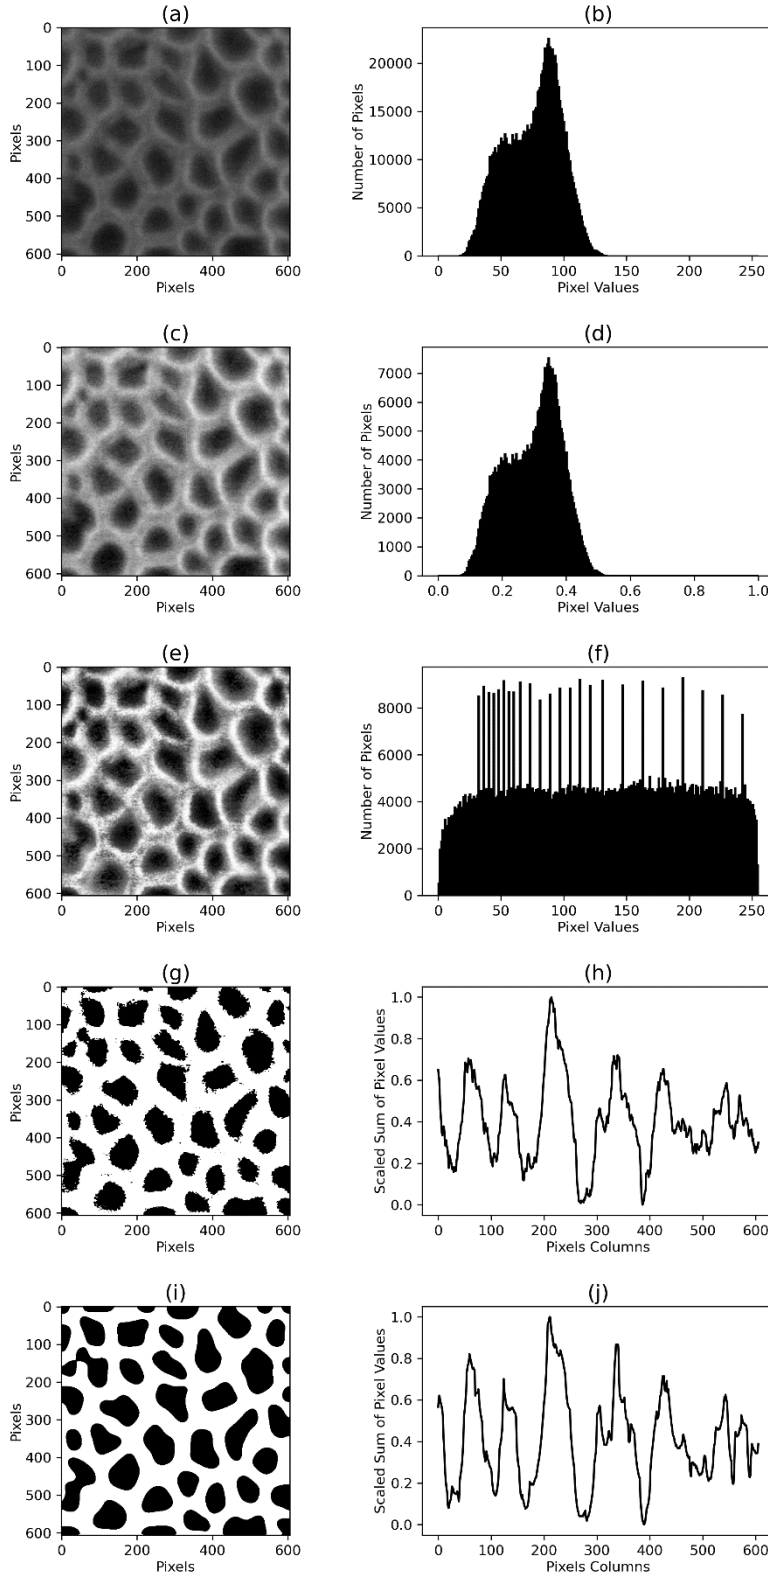 (a)
0
100
200
300
400
500
600
Pixels
0 200 400 600
Pixels
(b)
20000
15000
10000
5000
0
Number of Pixels
0 50 100 150 200 250
Pixel Values
(c)
0
100
200
300
400
500
600
Pixels
0 200 400 600
Pixels
(d)
7000
6000
5000
4000
3000
2000
1000
0
Number of Pixels
0.0 0.2 0.4 0.6 0.8 1.0
Pixel Values
(e)
0
100
200
300
400
500
600
Pixels
0 200 400 600
Pixels
(f)
8000
6000
4000
2000
0
Number of Pixels
0 50 100 150 200 250
Pixel Values
(g)
0
100
200
300
400
500
600
Pixels
0 200 400 600
Pixels
(h)
1.0
0.8
0.6
0.4
0.2
0.0
Scaled Sum of Pixel Values
0 100 200 300 400 500 600
Pixels Columns
(i)
0
100
200
300
400
500
600
Pixels
0 200 400 600
Pixels
(j)
1.0
0.8
0.6
0.4
0.2
0.0
Scaled Sum of Pixel Values
0 100 200 300 400 500 600
Pixels Columns